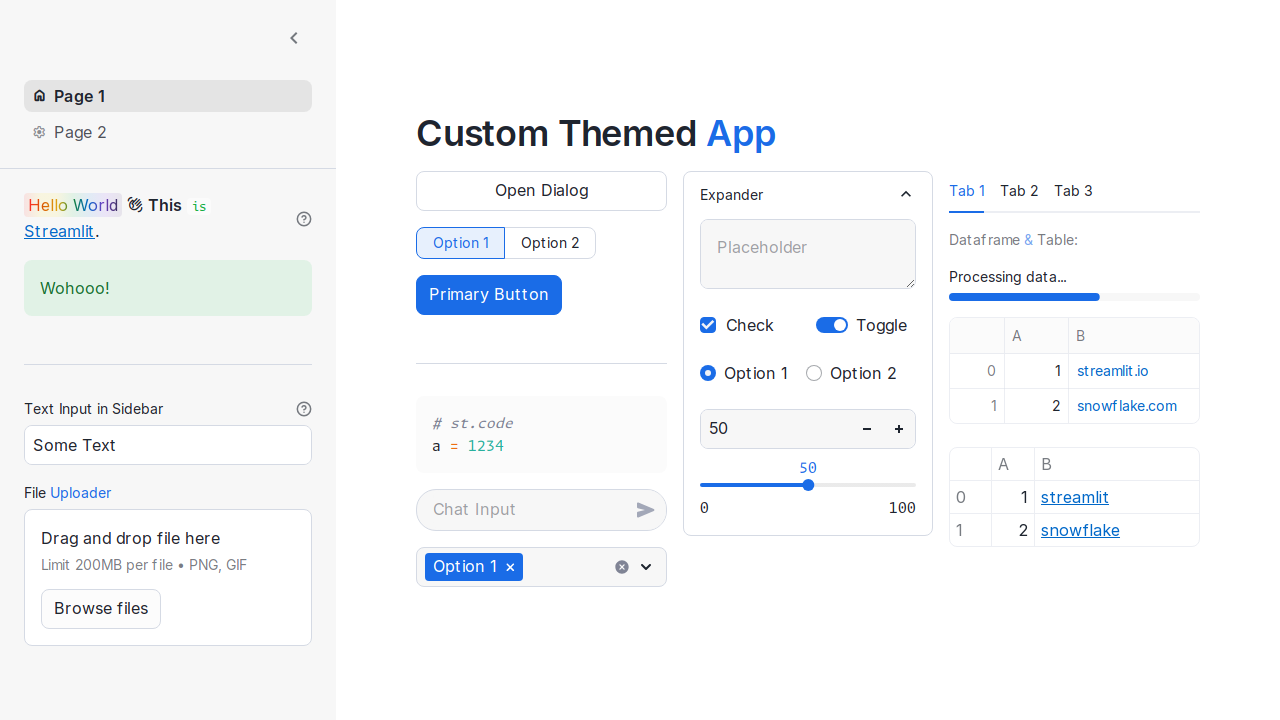 Page 1
Page 2
Hello World 👋 This is
Streamlit.
Wohooo!
Text Input in Sidebar
Some Text
File Uploader
Drag and drop file here
Limit 200MB per file • PNG, GIF
Browse files
Custom Themed App
Open Dialog
Option 1 Option 2
Primary Button
# st.code
a = 1234
Chat Input
Option 1
Expander
Placeholder
Check Toggle
Option 1 Option 2
50
50
0 100
Tab 1 Tab 2 Tab 3
Dataframe & Table:
Processing data...
A B
0 1 streamlit.io
1 2 snowflake.com
A B
0 1 streamlit
1 2 snowflake